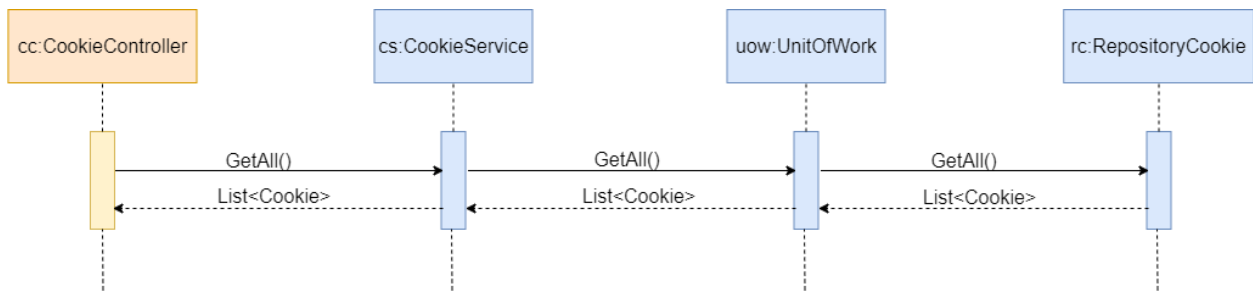 cc:CookieController
cs:CookieService
uow:UnitOfWork
rc:RepositoryCookie
GetAll()
GetAll()
GetAll()
List<Cookie>
List<Cookie>
List<Cookie>